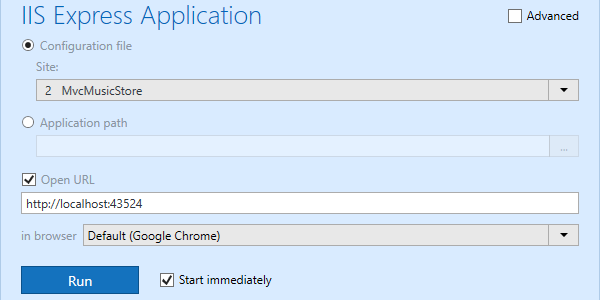 IIS Express Application
Advanced
Configuration file
Site:
2 MvcMusicStore
Application path
...
Open URL
http://localhost:43524
in browser Default (Google Chrome)
Run Start immediately